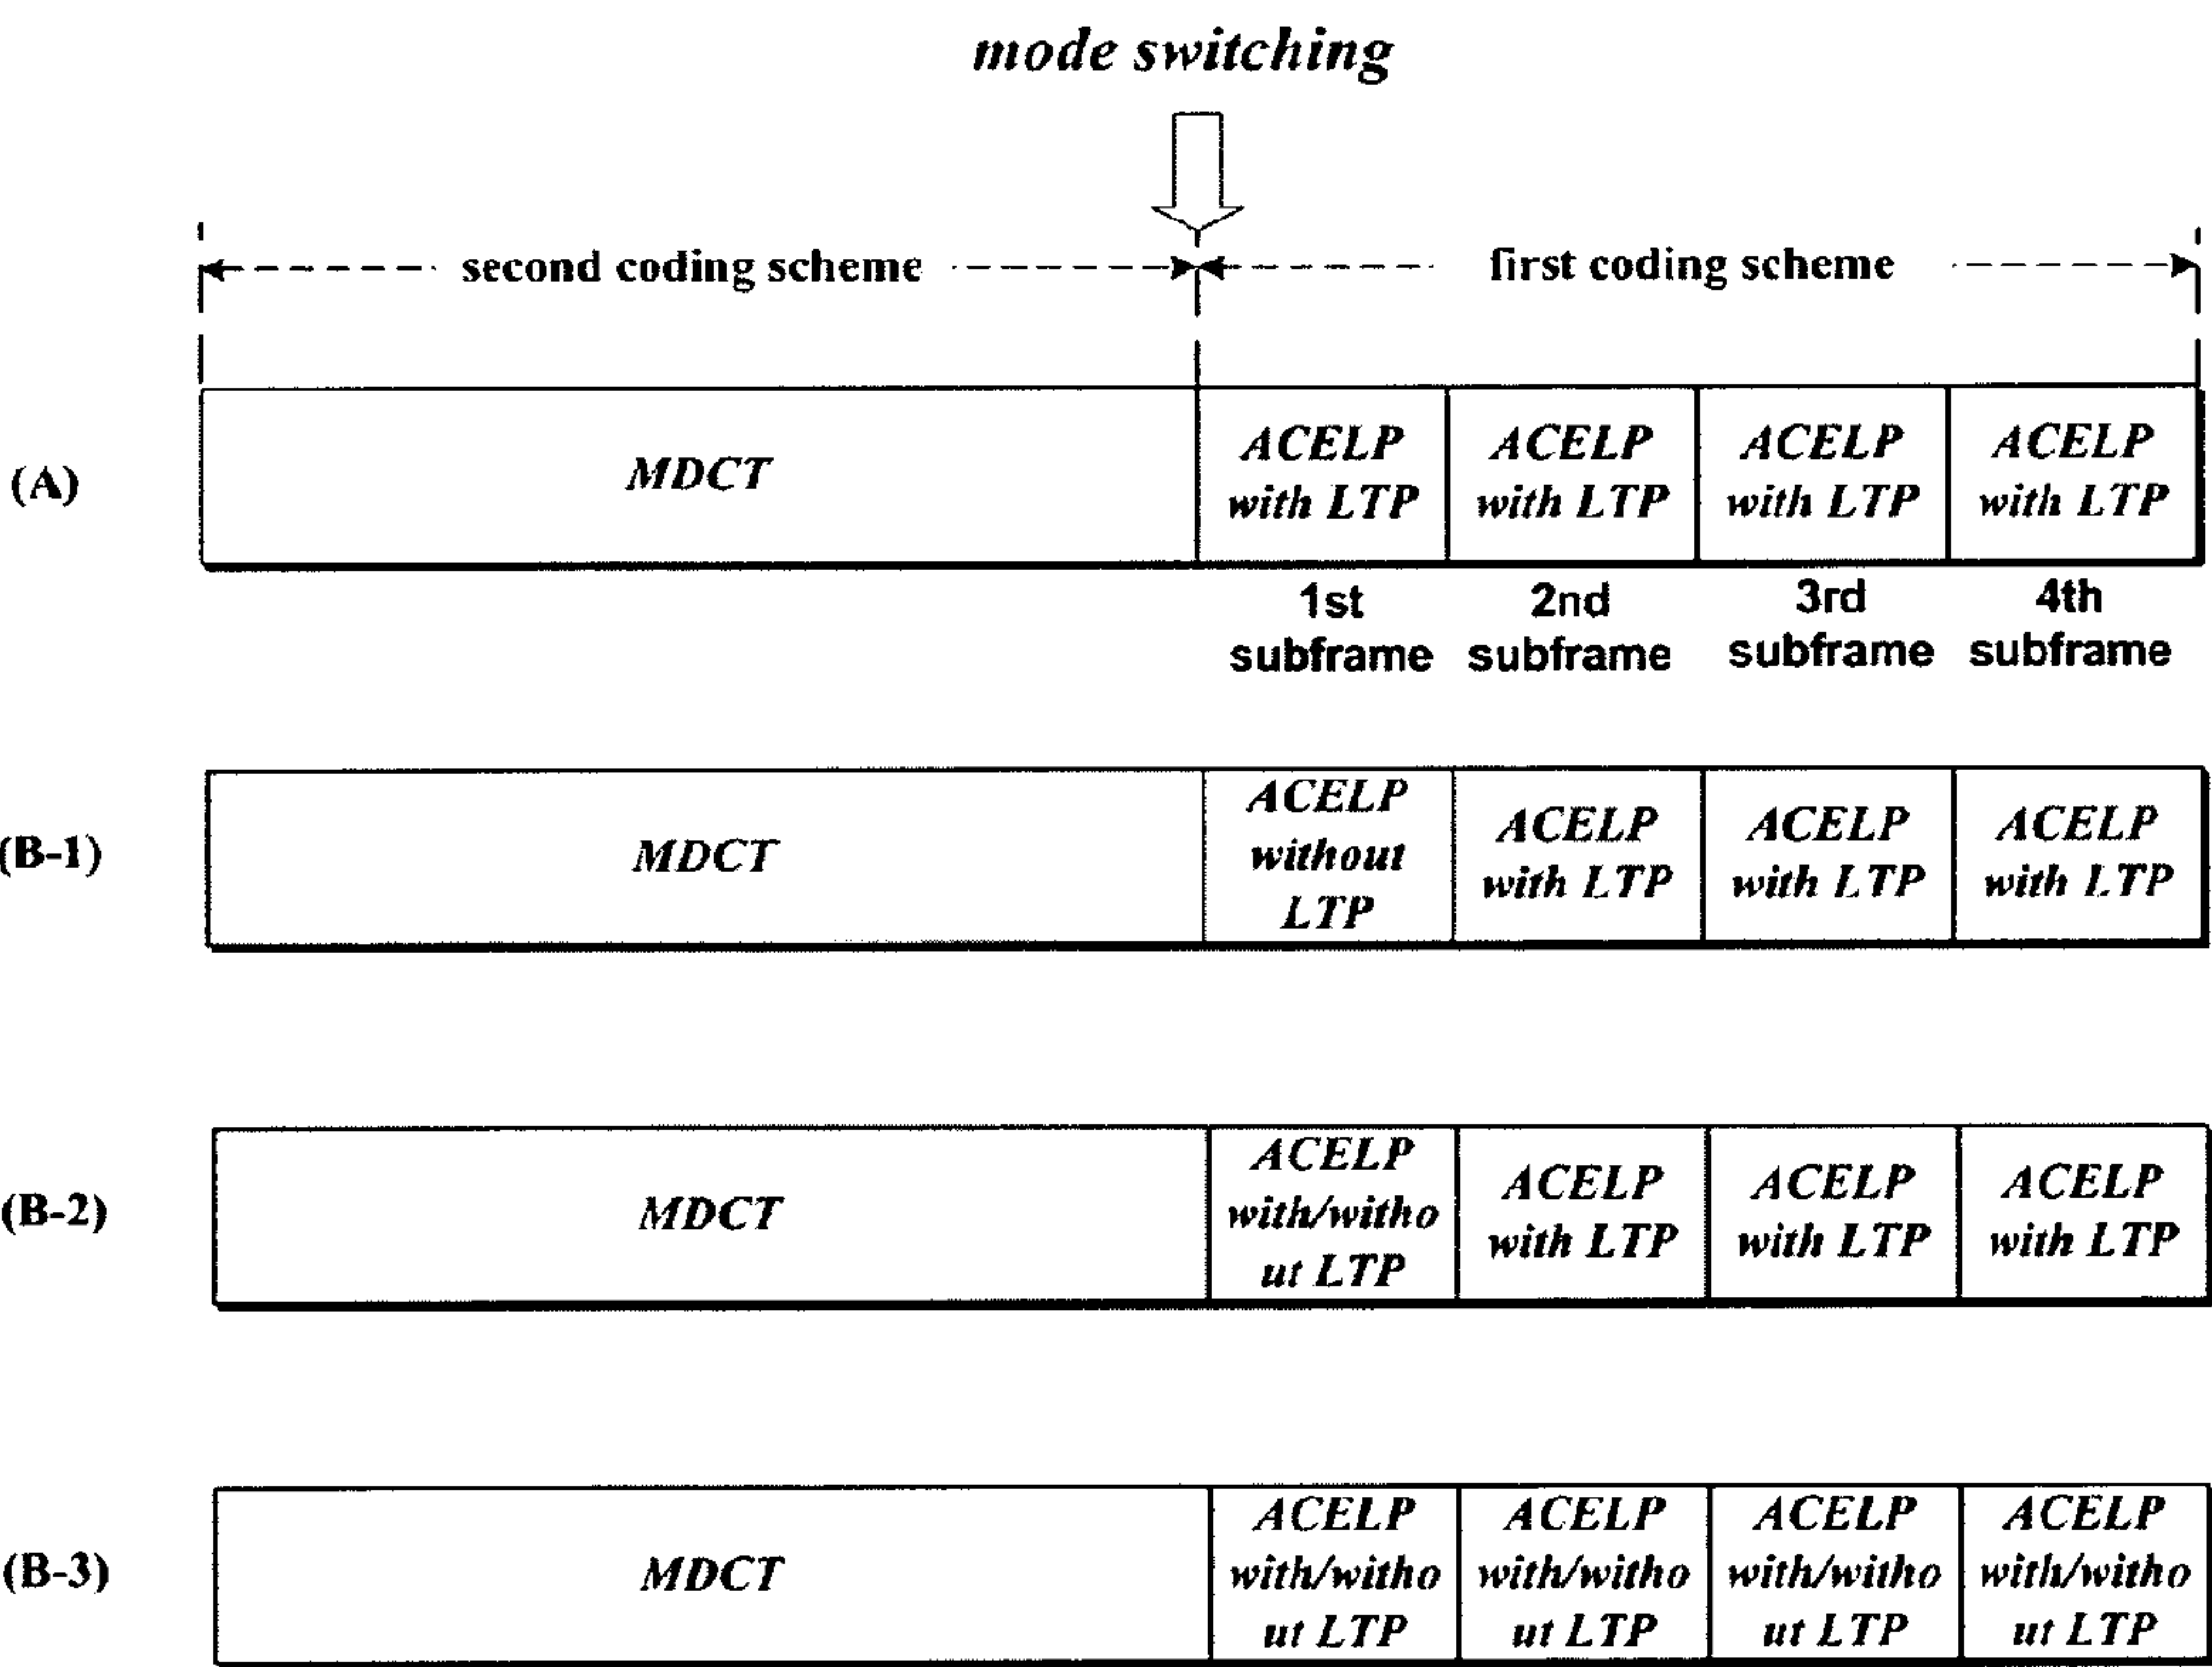 mode switching
second coding scheme
first coding scheme
(A)
MDCT
ACELP
with LTP
ACELP
with LTP
ACELP
with LTP
ACELP
with LTP
1st
subframe
2nd
subframe
3rd
subframe
4th
subframe
(B-1)
MDCT
ACELP
without
LTP
ACELP
with LTP
ACELP
with LTP
ACELP
with LTP
(B-2)
MDCT
ACELP
with/witho
ut LTP
ACELP
with LTP
ACELP
with LTP
ACELP
with LTP
(B-3)
MDCT
ACELP
with/witho
ut LTP
ACELP
with/witho
ut LTP
ACELP
with/witho
ut LTP
ACELP
with/witho
ut LTP